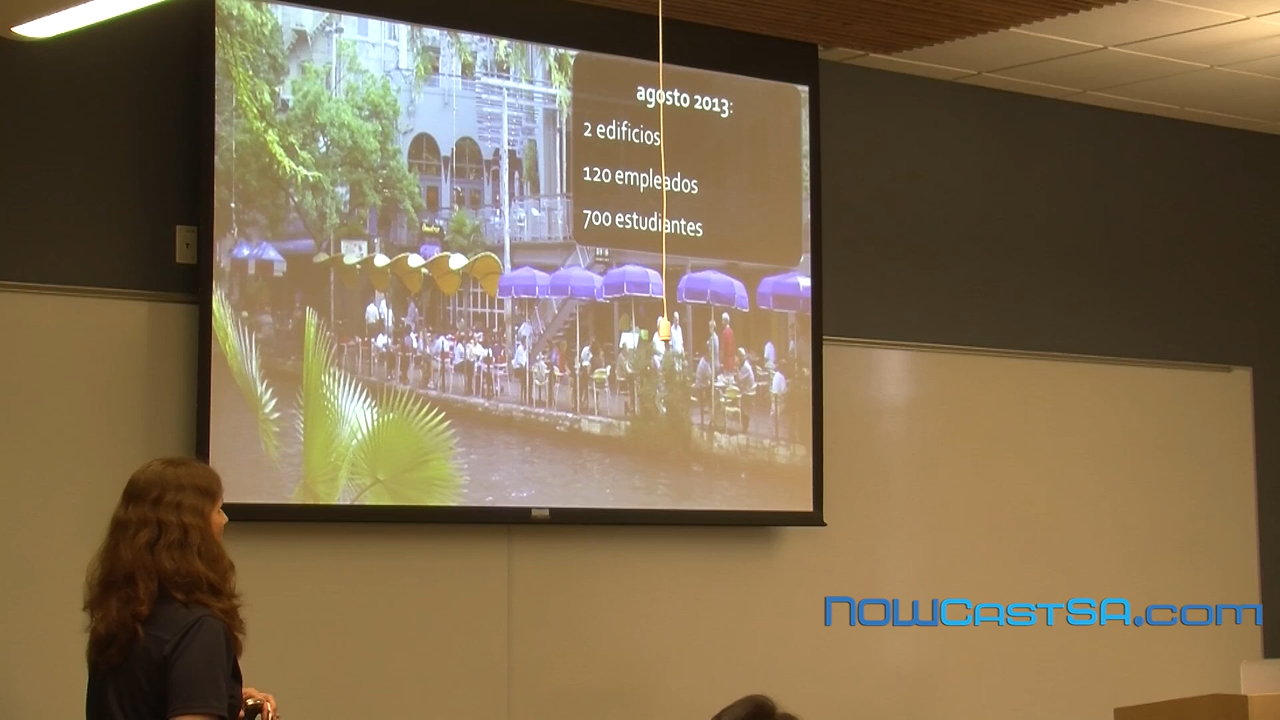 agosto 2013:
2 edificios
120 empleados
700 estudiantes
NOWCastSA.com